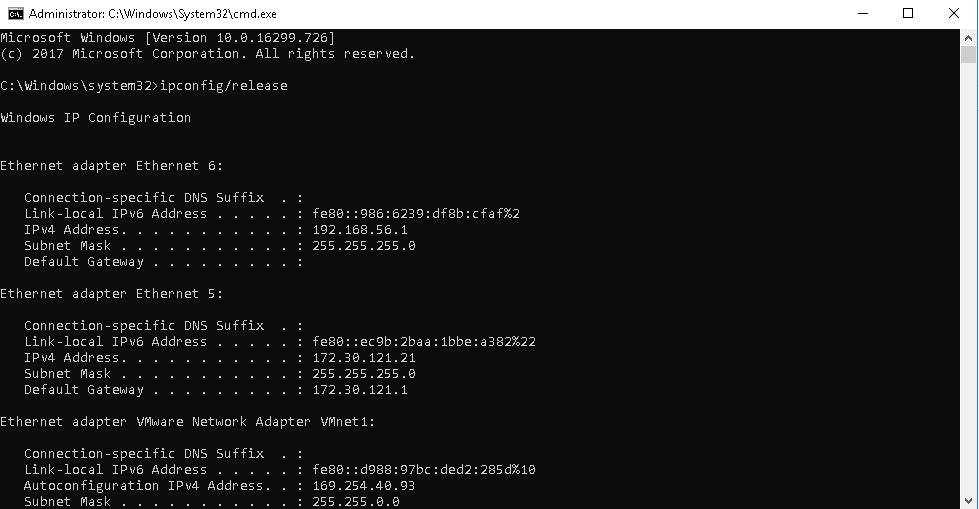 Administrator: C:\Windows\System32\cmd.exe
Microsoft Windows [Version 10.0.16299.726]
(c) 2017 Microsoft Corporation. All rights reserved.
C:\Windows\system32>ipconfig/release
Windows IP Configuration
Ethernet adapter Ethernet 6:
Connection-specific DNS Suffix  . :
Link-local IPv6 Address . . . . . : fe80::986:6239:df8b:cfaf%2
IPv4 Address. . . . . . . . . . . : 192.168.56.1
Subnet Mask . . . . . . . . . . . : 255.255.255.0
Default Gateway . . . . . . . . . :
Ethernet adapter Ethernet 5:
Connection-specific DNS Suffix  . :
Link-local IPv6 Address . . . . . : fe80::ec9b:2baa:1bbe:a382%22
IPv4 Address. . . . . . . . . . . : 172.30.121.21
Subnet Mask . . . . . . . . . . . : 255.255.255.0
Default Gateway . . . . . . . . . : 172.30.121.1
Ethernet adapter VMware Network Adapter VMnet1:
Connection-specific DNS Suffix  . :
Link-local IPv6 Address . . . . . : fe80::d988:97bc:ded2:285d%10
Autoconfiguration IPv4 Address. . : 169.254.40.93
Subnet Mask . . . . . . . . . . . : 255.255.0.0